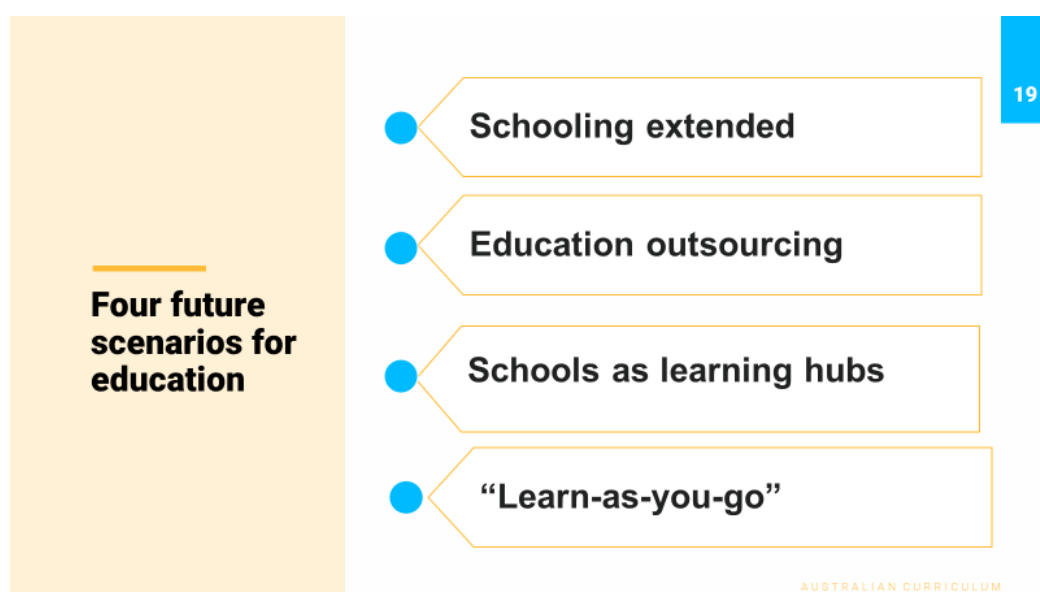 19
Four future
scenarios for
education
Schooling extended
Education outsourcing
Schools as learning hubs
“Learn-as-you-go”
AUSTRALIAN CURRICULUM